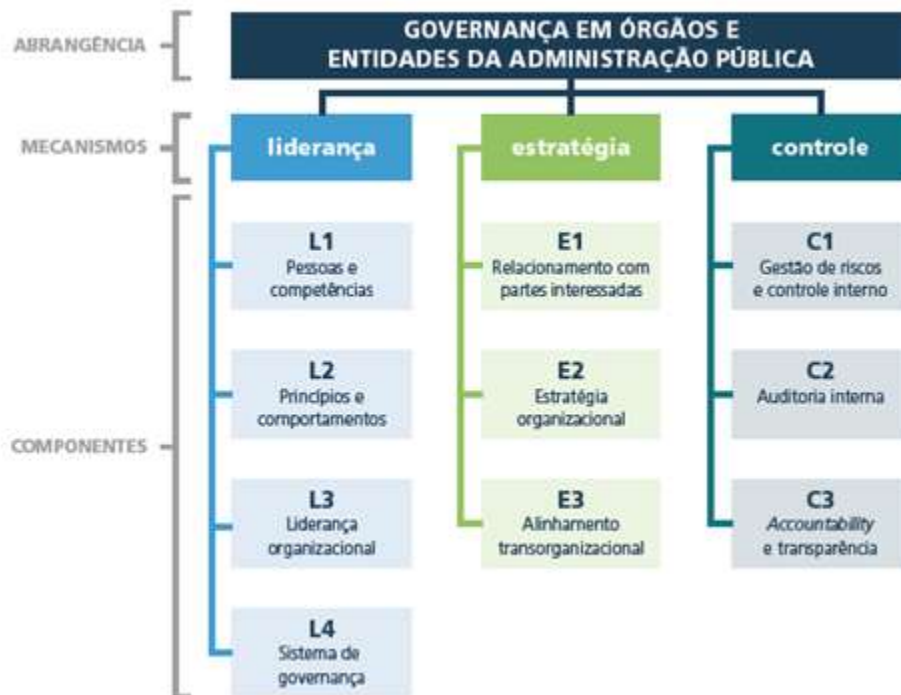 ABRANGÊNCIA
GOVERNANÇA EM ÓRGÃOS E
ENTIDADES DA ADMINISTRAÇÃO PÚBLICA
MECANISMOS
liderança
estratégia
controle
COMPONENTES
L1
Pessoas e
competências
L2
Princípios e
comportamentos
L3
Liderança
organizacional
L4
Sistema de
governança
E1
Relacionamento com
partes interessadas
E2
Estratégia
organizacional
E3
Alinhamento
transorganizacional
C1
Gestão de riscos
e controle interno
C2
Auditoria interna
C3
Accountability
e transparência